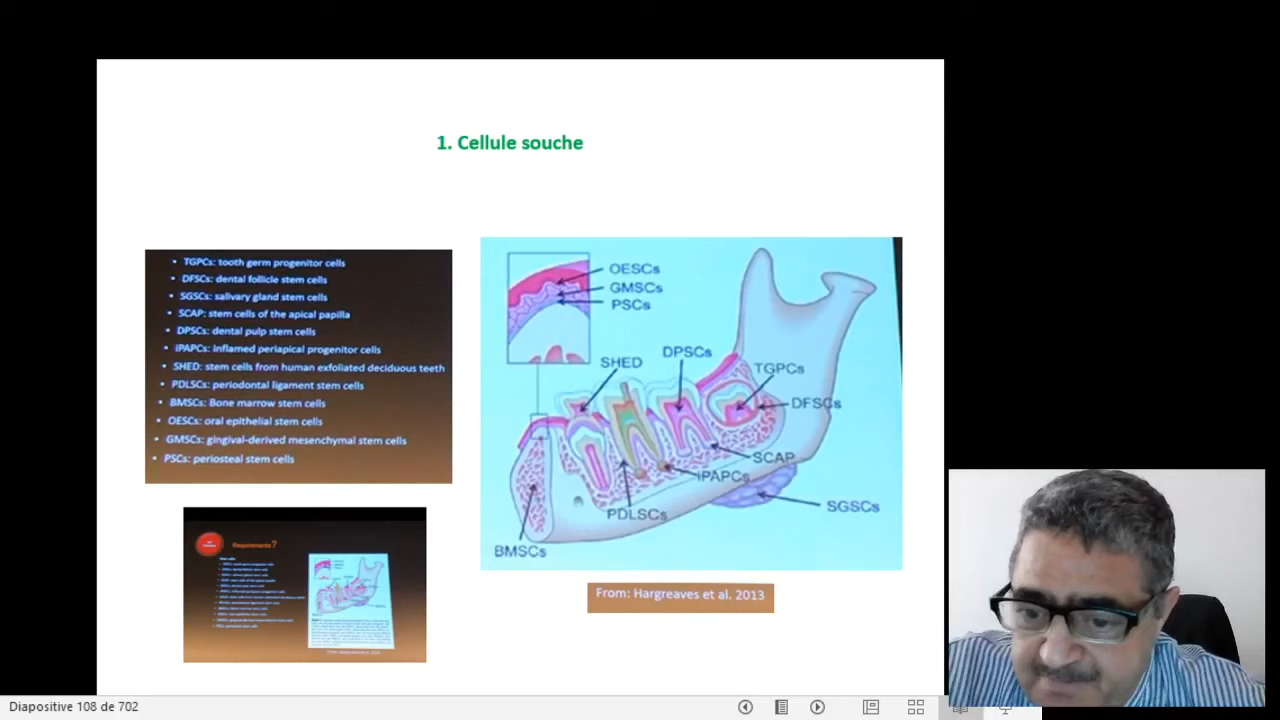 1. Cellule souche
• TGPCs: tooth germ progenitor cells
• DFSCs: dental follicle stem cells
• SGSCs: salivary gland stem cells
• SCAP: stem cells of the apical papilla
• DPSCs: dental pulp stem cells
• iPAPCs: inflamed periapical progenitor cells
• SHED: stem cells from human exfoliated deciduous teeth
• PDLSCs: periodontal ligament stem cells
• BMSCs: Bone marrow stem cells
• OESCs: oral epithelial stem cells
• GMSCs: gingival-derived mesenchymal stem cells
• PSCs: periosteal stem cells
OESCs
GMSCs
PSCs
SHED
DPSCs
TGPCs
DFSCs
SCAP
iPAPCs
SGSCs
PDLSCs
BMSCs
From: Hargreaves et al. 2013
Requirements?
Diapositive 108 de 702